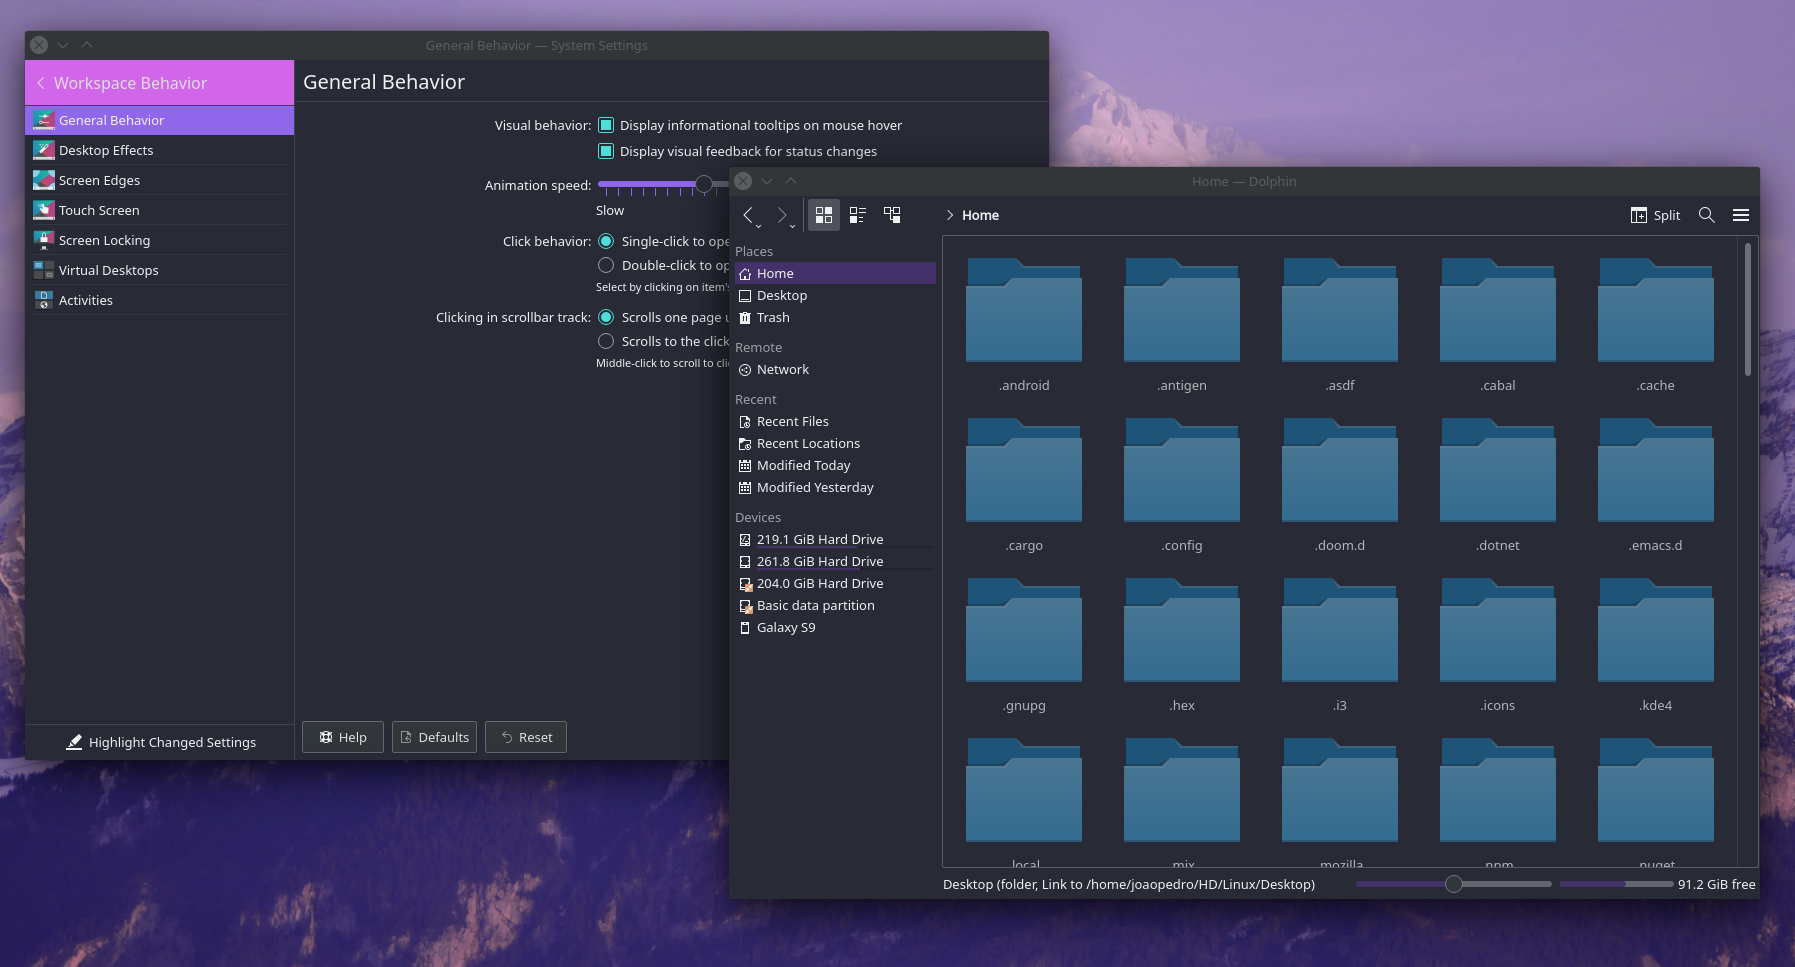 General Behavior — System Settings
Workspace Behavior
General Behavior
Desktop Effects
Screen Edges
Touch Screen
Screen Locking
Virtual Desktops
Activities
Highlight Changed Settings
General Behavior
Visual behavior: Display informational tooltips on mouse hover
Display visual feedback for status changes
Animation speed:
Slow
Click behavior: Single-click to ope
Double-click to op
Select by clicking on item's
Clicking in scrollbar track: Scrolls one page u
Scrolls to the click
Middle-click to scroll to cli
Help Defaults Reset
Home — Dolphin
Home Split
Places
Home
Desktop
Trash
Remote
Network
Recent
Recent Files
Recent Locations
Modified Today
Modified Yesterday
Devices
219.1 GiB Hard Drive
261.8 GiB Hard Drive
204.0 GiB Hard Drive
Basic data partition
Galaxy S9
.android .antigen .asdf .cabal .cache
.cargo .config .doom.d .dotnet .emacs.d
.gnupg .hex .i3 .icons .kde4
.local .mix .mozilla .npm .nuget
Desktop (folder, Link to /home/joaopedro/HD/Linux/Desktop) 91.2 GiB free